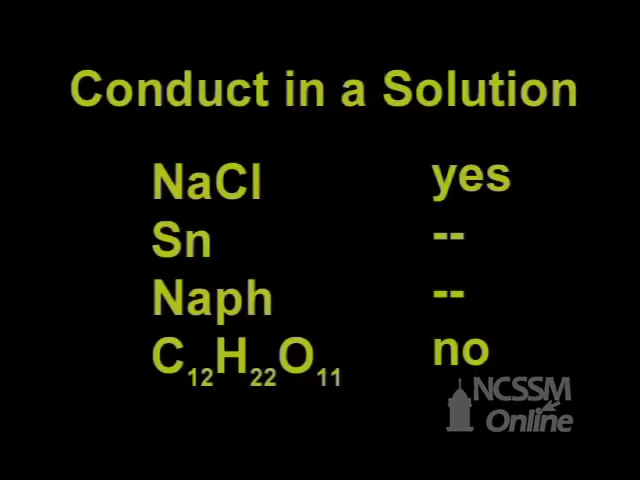 Conduct in a Solution
NaCl yes
Sn --
Naph --
C₁₂H₂₂O₁₁ no
NCSSM
Online